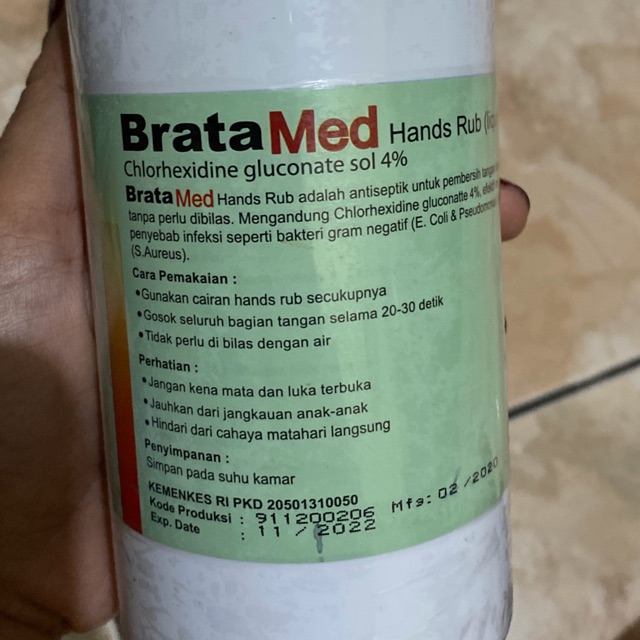 BrataMed Hands Rub
Chlorhexidine gluconate sol 4%
BrataMed Hands Rub adalah antiseptik untuk pembersih tangan
tanpa perlu dibilas. Mengandung Chlorhexidine gluconatte 4%,
penyebab infeksi seperti bakteri gram negatif (E. Coli & Pseudomonas
(S.Aureus).
Cara Pemakaian :
•Gunakan cairan hands rub secukupnya
•Gosok seluruh bagian tangan selama 20-30 detik
•Tidak perlu di bilas dengan air
Perhatian :
•Jangan kena mata dan luka terbuka
•Jauhkan dari jangkauan anak-anak
•Hindari dari cahaya matahari langsung
Penyimpanan :
Simpan pada suhu kamar
KEMENKES RI PKD 20501310050
Kode Produksi : 911200206 Mfg: 02 / 2020
Exp. Date : 11 / 2022